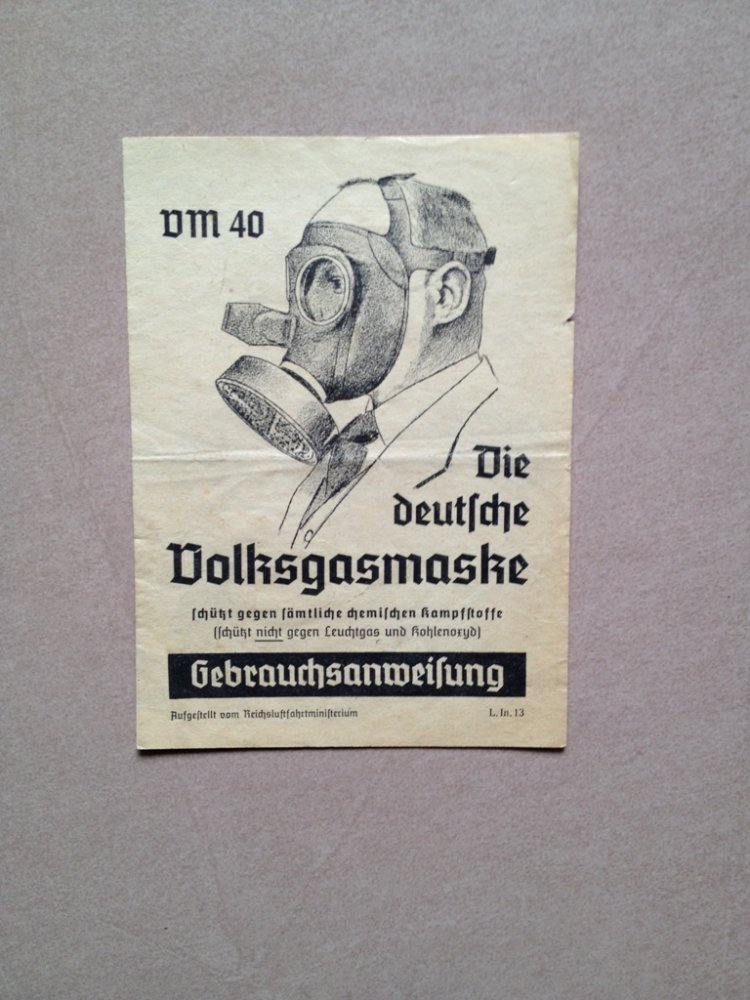 VM 40
Die
deutſche
Volksgasmaske
ſchützt gegen ſämtliche chemiſchen Kampfſtoffe
(ſchützt nicht gegen Leuchtgas und Kohlenoxyd)
Gebrauchsanweiſung
Aufgeſtellt vom Reichsluftfahrtminiſterium L. In. 13